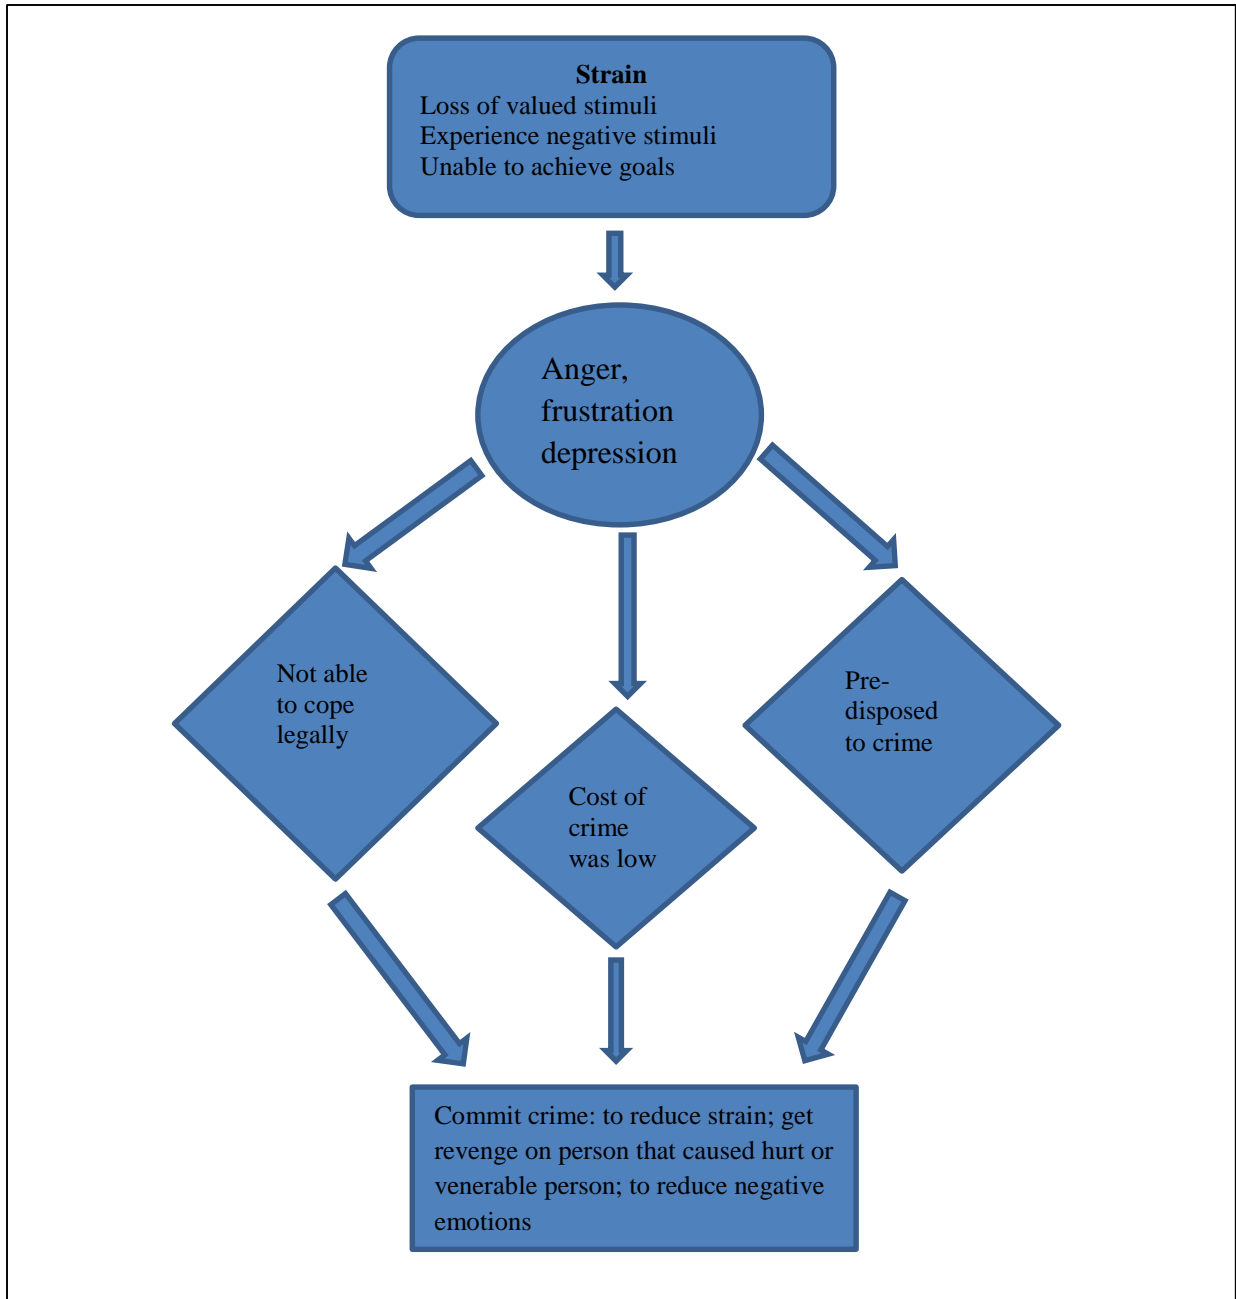 Strain
Loss of valued stimuli
Experience negative stimuli
Unable to achieve goals
Anger,
frustration
depression
Not able
to cope
legally
Cost of
crime
was low
Pre-
disposed
to crime
Commit crime: to reduce strain; get
revenge on person that caused hurt or
venerable person; to reduce negative
emotions